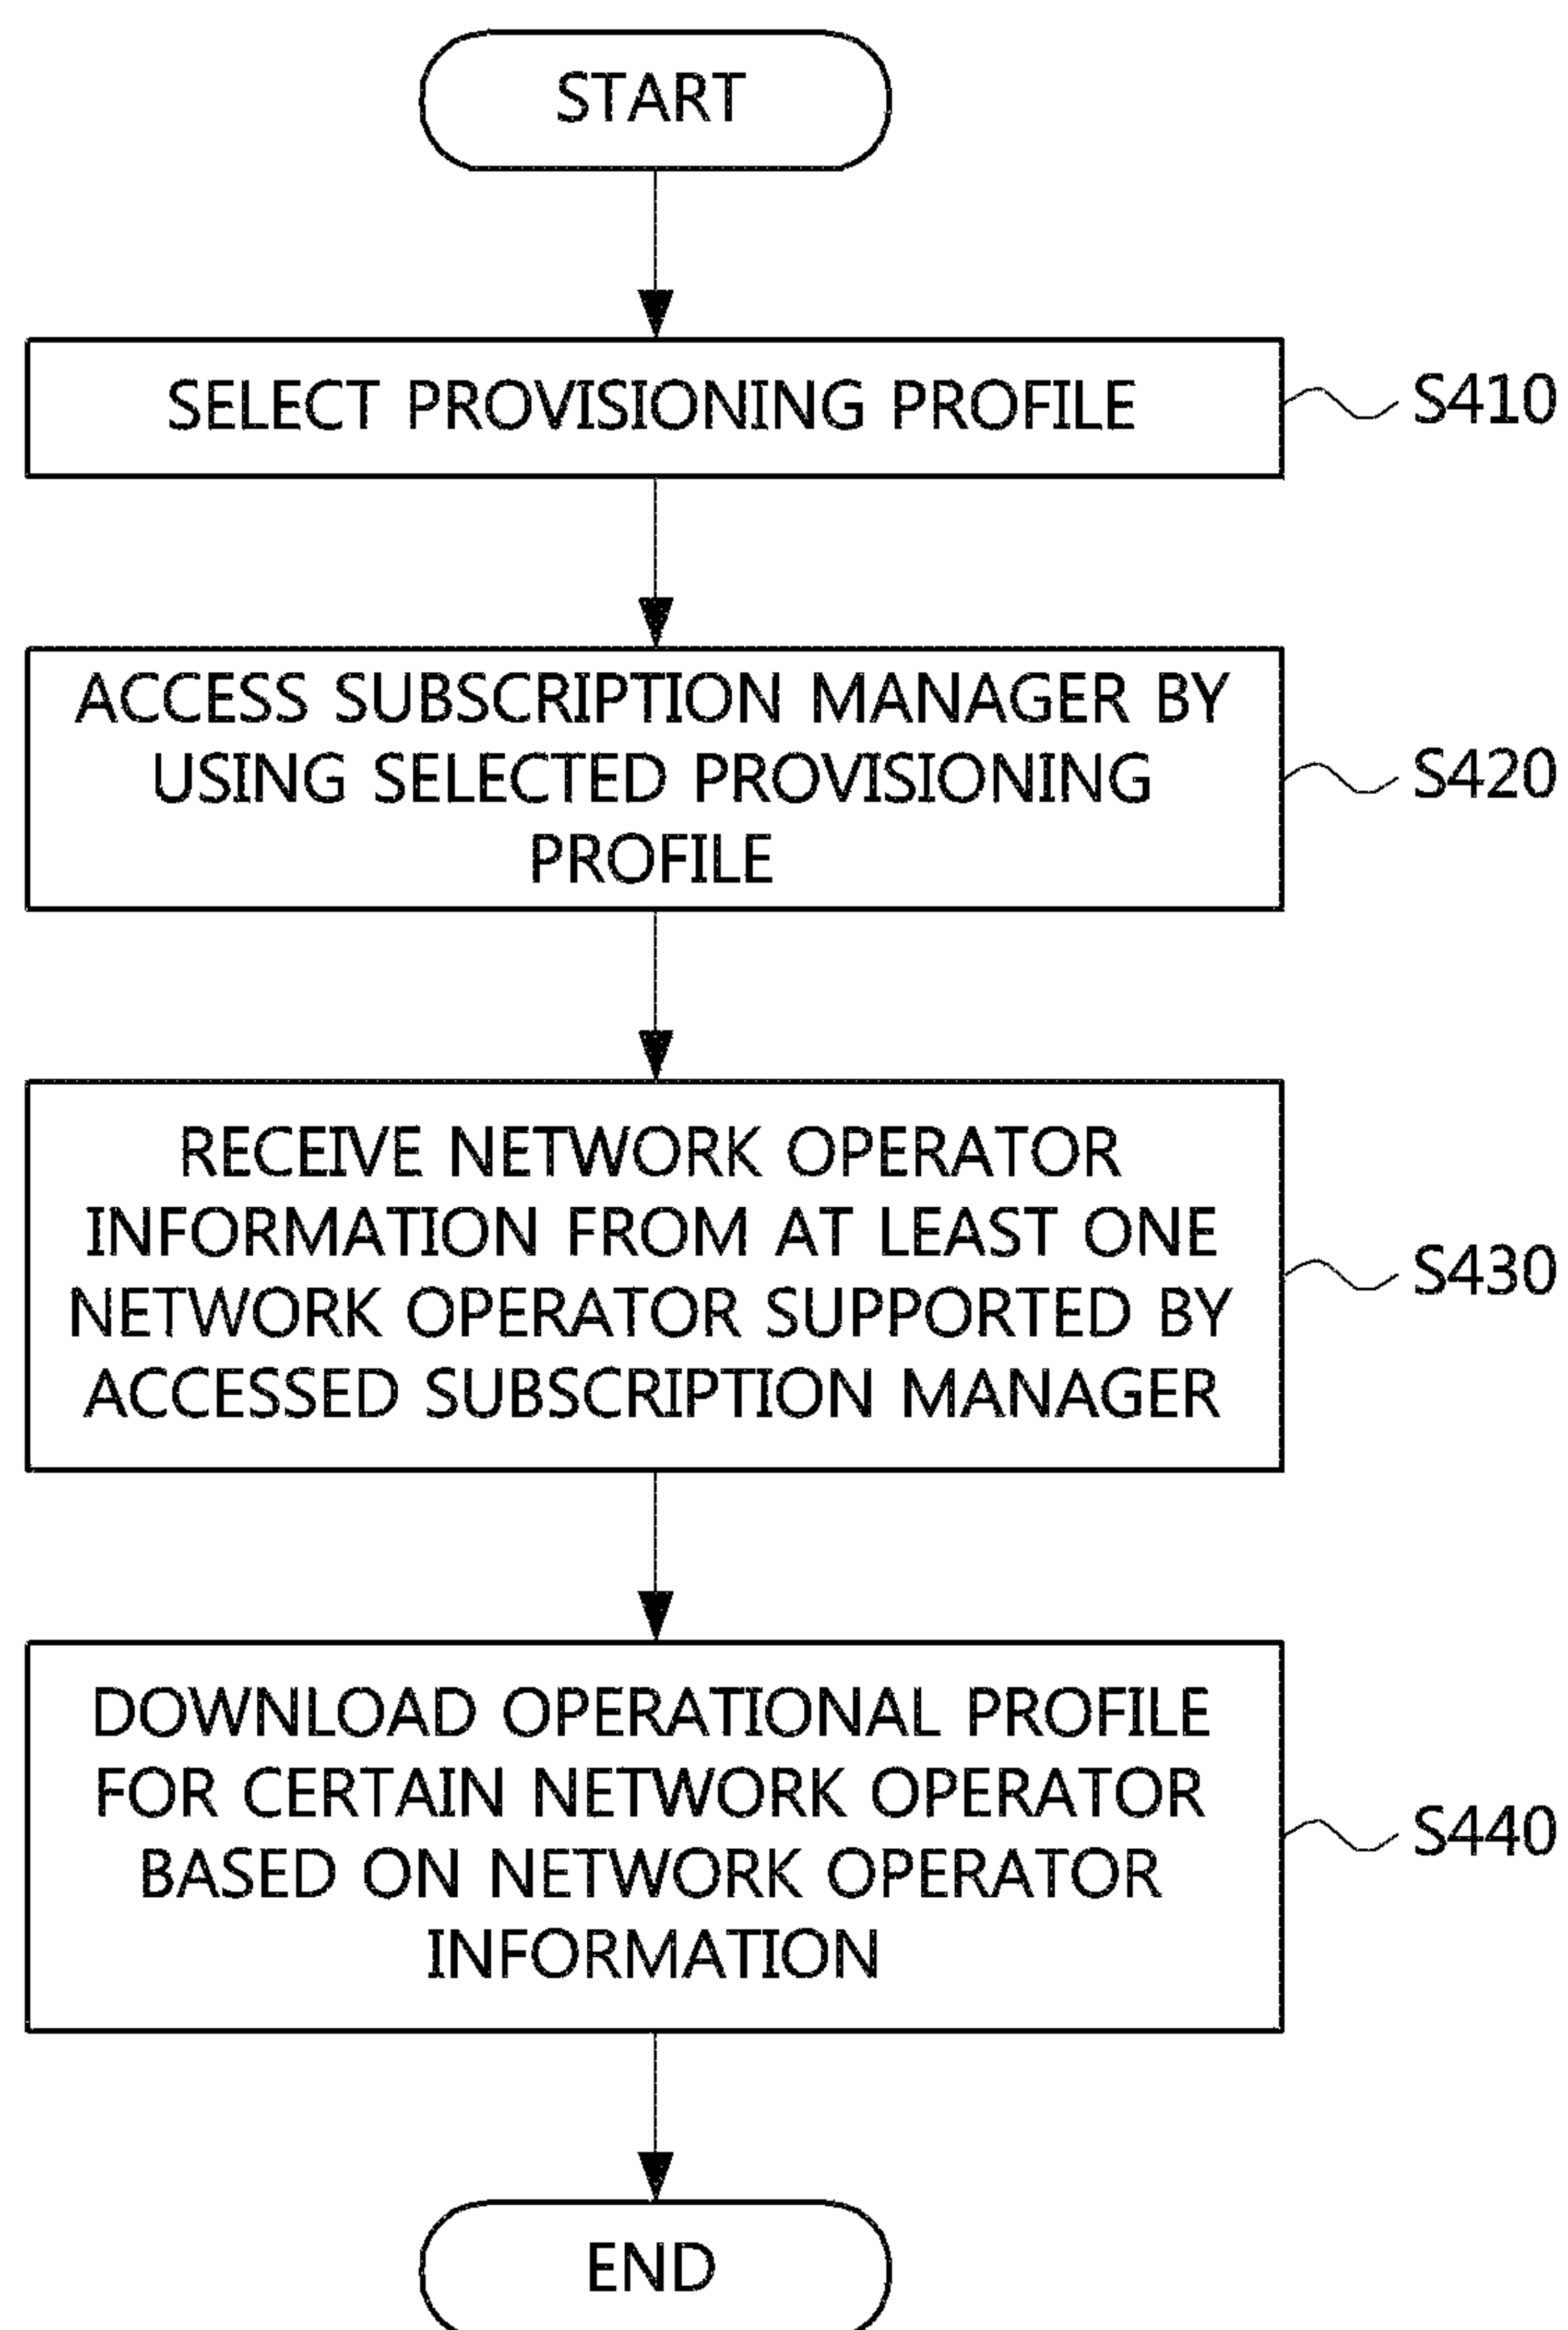 START
SELECT PROVISIONING PROFILE
S410
ACCESS SUBSCRIPTION MANAGER BY
USING SELECTED PROVISIONING
PROFILE
S420
RECEIVE NETWORK OPERATOR
INFORMATION FROM AT LEAST ONE
NETWORK OPERATOR SUPPORTED BY
ACCESSED SUBSCRIPTION MANAGER
S430
DOWNLOAD OPERATIONAL PROFILE
FOR CERTAIN NETWORK OPERATOR
BASED ON NETWORK OPERATOR
INFORMATION
S440
END